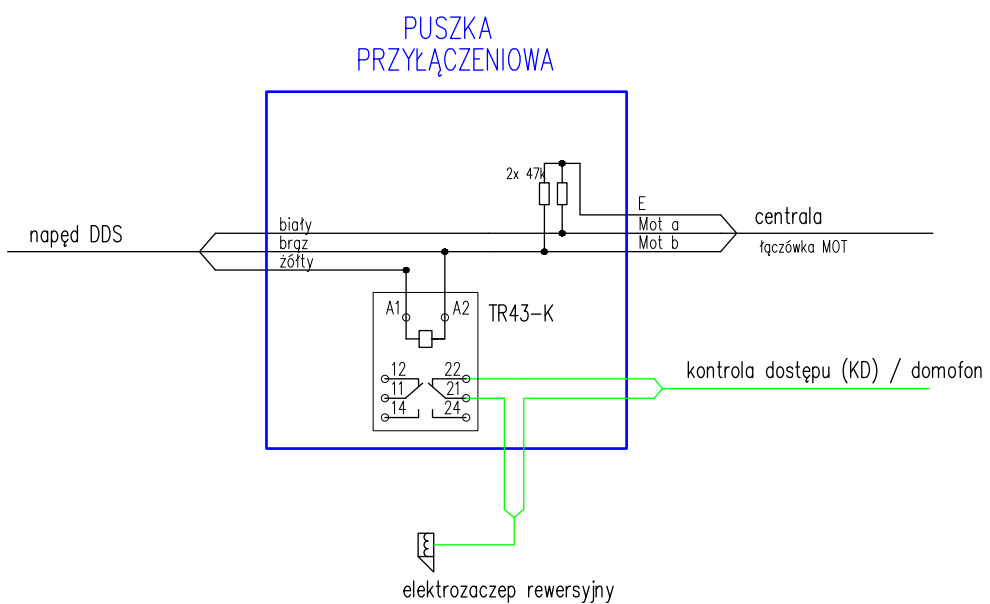 PUSZKA
PRZYŁĄCZENIOWA
2x 47k
E
centrala
napęd DDS
biały
Mot a
brąz
Mot b
łączówka MOT
żółty
A1
A2
TR43-K
12
22
kontrola dostępu (KD) / domofon
11
21
14
24
elektrozaczep rewersyjny